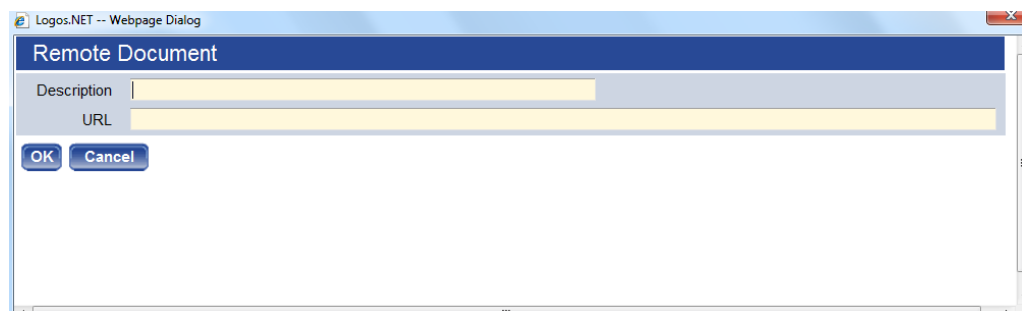 Logos.NET -- Webpage Dialog
Remote Document
Description
URL
OK Cancel